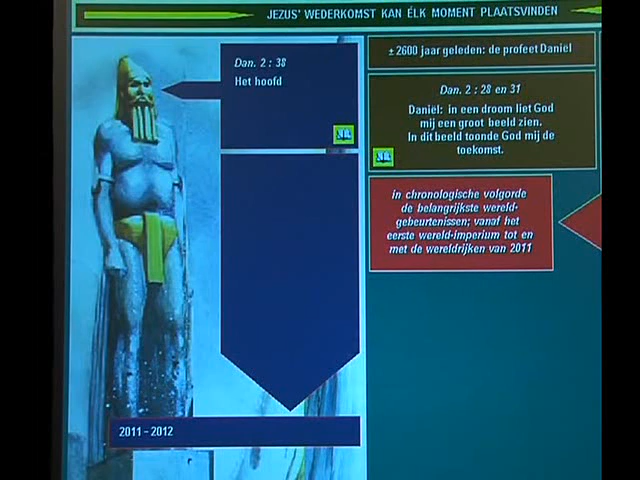 JEZUS' WEDERKOMST KAN ÉLK MOMENT PLAATSVINDEN
Dan. 2 : 38
Het hoofd
± 2600 jaar geleden: de profeet Daniël
Dan. 2 : 28 en 31
Daniël: in een droom liet God
mij een groot beeld zien.
In dit beeld toonde God mij de
toekomst.
in chronologische volgorde
de belangrijkste wereld-
gebeurtenissen; vanaf het
eerste wereld-imperium tot en
met de wereldrijken van 2011
2011 – 2012